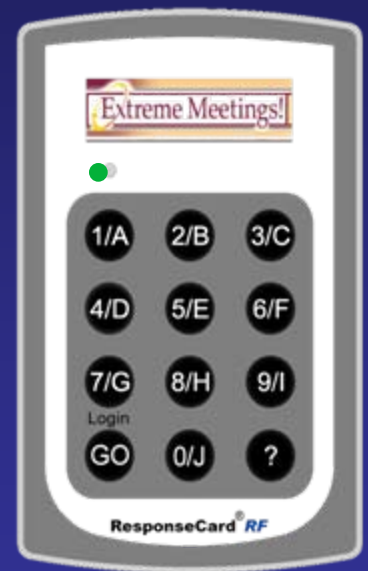 Extreme Meetings!
1/A 2/B 3/C
4/D 5/E 6/F
7/G 8/H 9/I
Login
GO 0/J ?
ResponseCard® RF